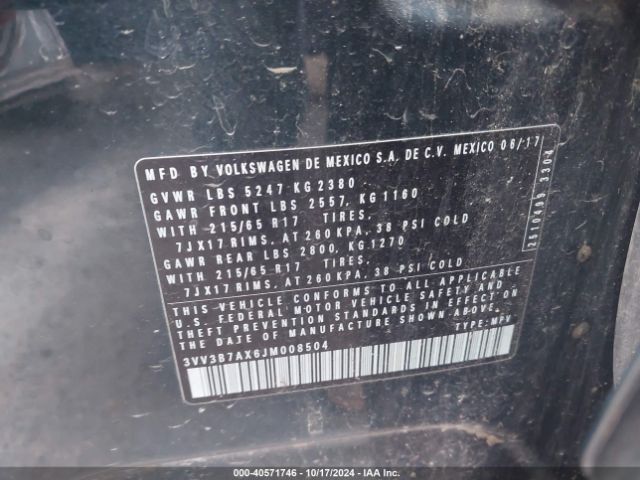 MFD BY VOLKSWAGEN DE MEXICO S.A. DE C.V. MEXICO 06/17
GVWR LBS 5247 KG 2380
GAWR FRONT LBS 2557, KG 1160
WITH 215/65 R17 TIRES,
7JX17 RIMS, AT 260 KPA, 38 PSI COLD
GAWR REAR LBS 2800, KG 1270
WITH 215/65 R17 TIRES,
7JX17 RIMS, AT 260 KPA, 38 PSI COLD
THIS VEHICLE CONFORMS TO ALL APPLICABLE
U.S. FEDERAL MOTOR VEHICLE SAFETY AND
THEFT PREVENTION STANDARDS IN EFFECT ON
THE DATE OF MANUFACTURE SHOWN ABOVE.
TYPE: MPV
3VV3B7AX6JM008504
000-40571746 - 10/17/2024 - IAA Inc.